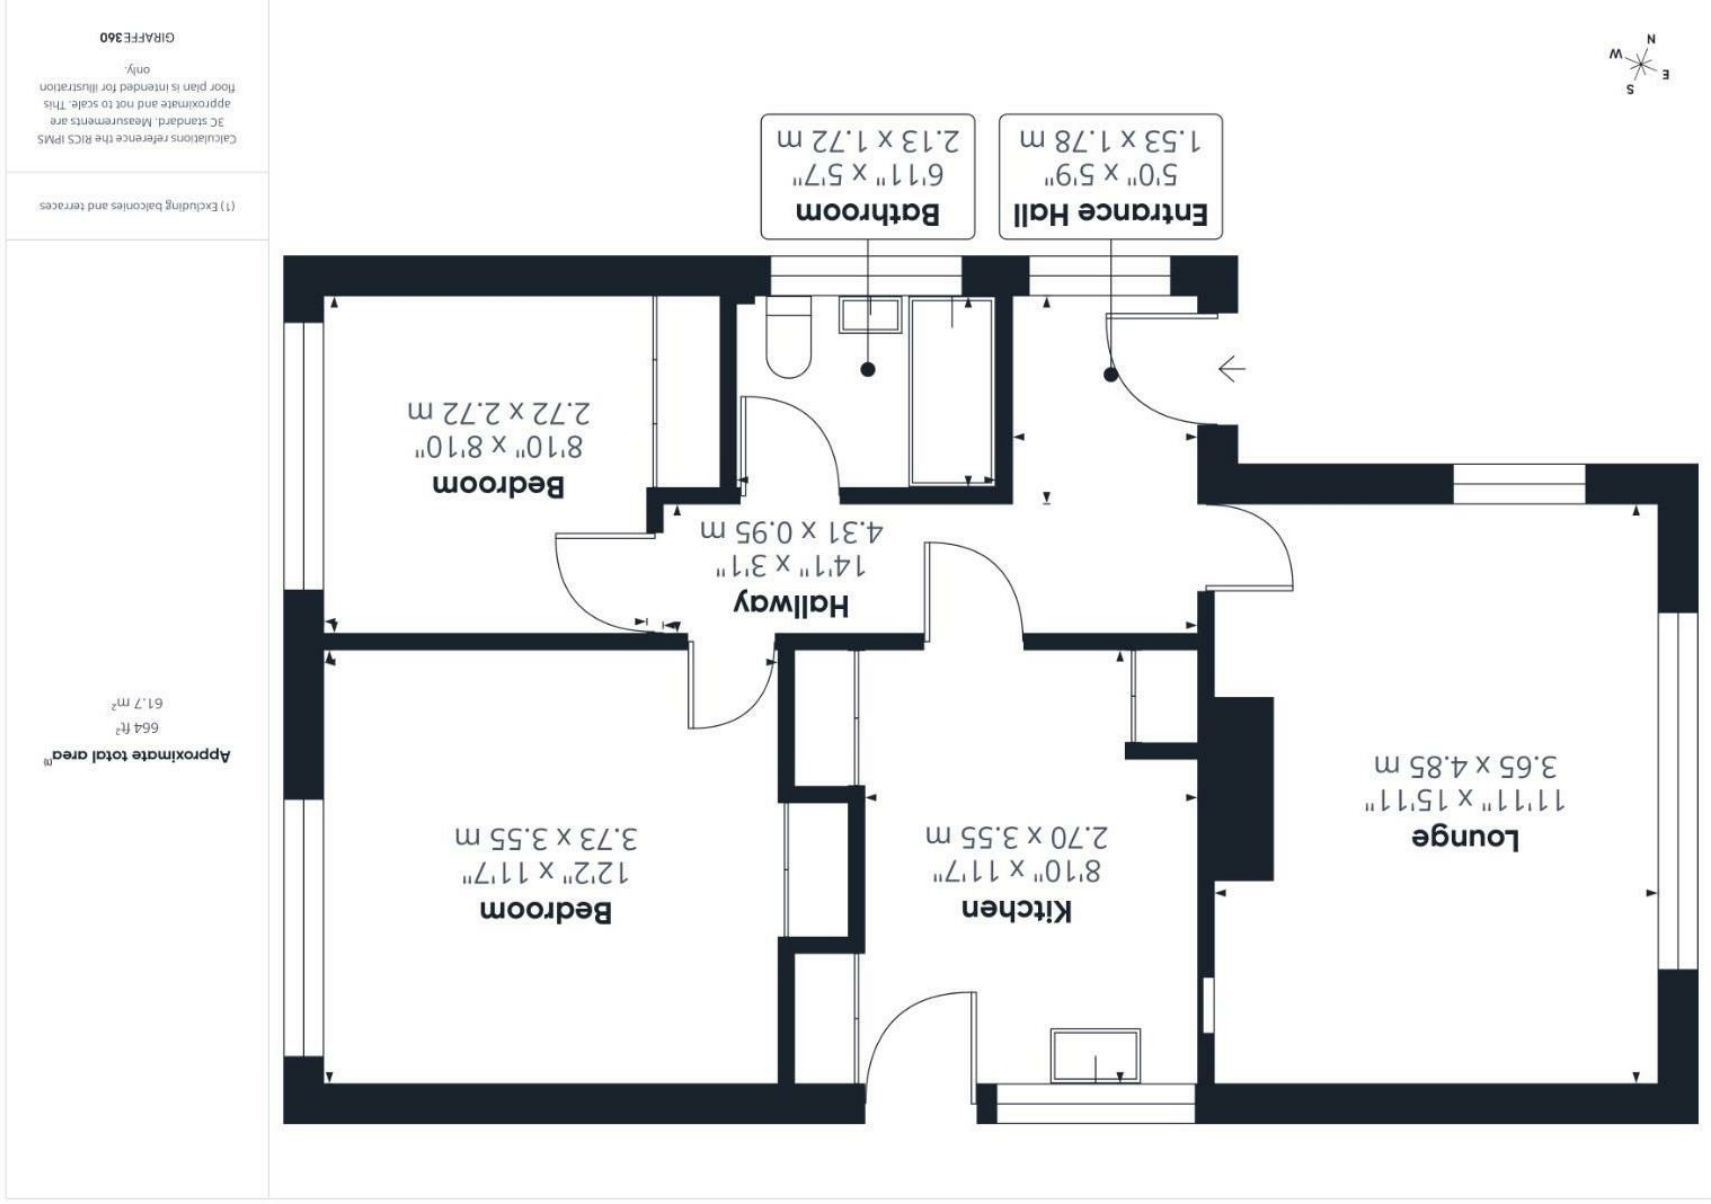 Approximate total area⁽¹⁾
664 ft²
61.7 m²
(1) Excluding balconies and terraces
Calculations reference the RICS IPMS
3C standard. Measurements are
approximate and not to scale. This
floor plan is intended for illustration
only.
GIRAFFE360
Lounge
11'11" x 15'11"
3.65 x 4.85 m
Kitchen
8'10" x 11'7"
2.70 x 3.55 m
Bedroom
12'2" x 11'7"
3.73 x 3.55 m
Hallway
14'1" x 3'1"
4.31 x 0.95 m
Bedroom
8'10" x 8'10"
2.72 x 2.72 m
Entrance Hall
5'0" x 5'9"
1.53 x 1.78 m
Bathroom
6'11" x 5'7"
2.13 x 1.72 m
S
E
W
N